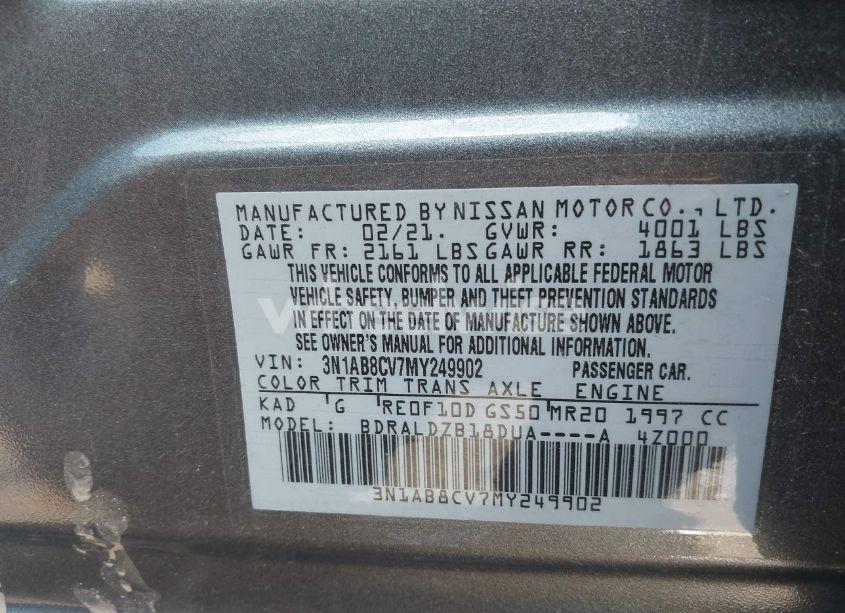 MANUFACTURED BY NISSAN MOTOR CO., LTD.
DATE: 02/21. GVWR: 4001 LBS
GAWR FR: 2161 LBS GAWR RR: 1863 LBS
THIS VEHICLE CONFORMS TO ALL APPLICABLE FEDERAL MOTOR
VEHICLE SAFETY, BUMPER AND THEFT PREVENTION STANDARDS
IN EFFECT ON THE DATE OF MANUFACTURE SHOWN ABOVE.
SEE OWNER'S MANUAL FOR ADDITIONAL INFORMATION.
VIN: 3N1AB8CV7MY249902 PASSENGER CAR.
COLOR TRIM TRANS AXLE ENGINE
KAD G RE0F10D GS50 MR20 1997 CC
MODEL: BDRALDZB18DUA----A 4Z000
3N1AB8CV7MY249902